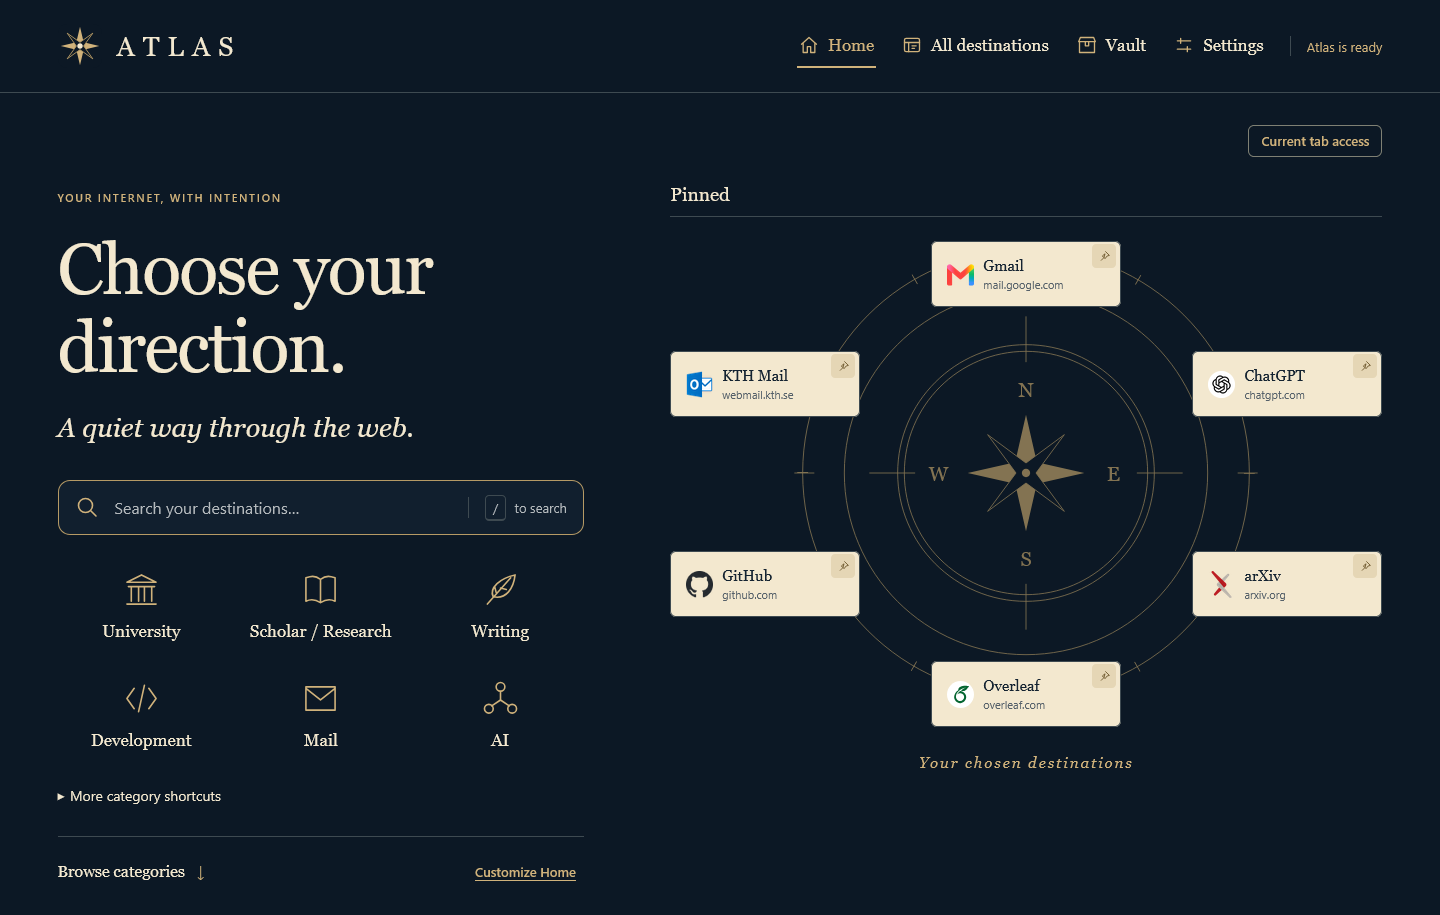 ATLAS
Home
All destinations
Vault
Settings
Atlas is ready
Current tab access
YOUR INTERNET, WITH INTENTION
Choose your
direction.
A quiet way through the web.
Search your destinations...
/ to search
University
Scholar / Research
Writing
Development
Mail
AI
More category shortcuts
Browse categories ↓
Customize Home
Pinned
Gmail
mail.google.com
KTH Mail
webmail.kth.se
ChatGPT
chatgpt.com
N
W
E
S
GitHub
github.com
arXiv
arxiv.org
Overleaf
overleaf.com
Your chosen destinations